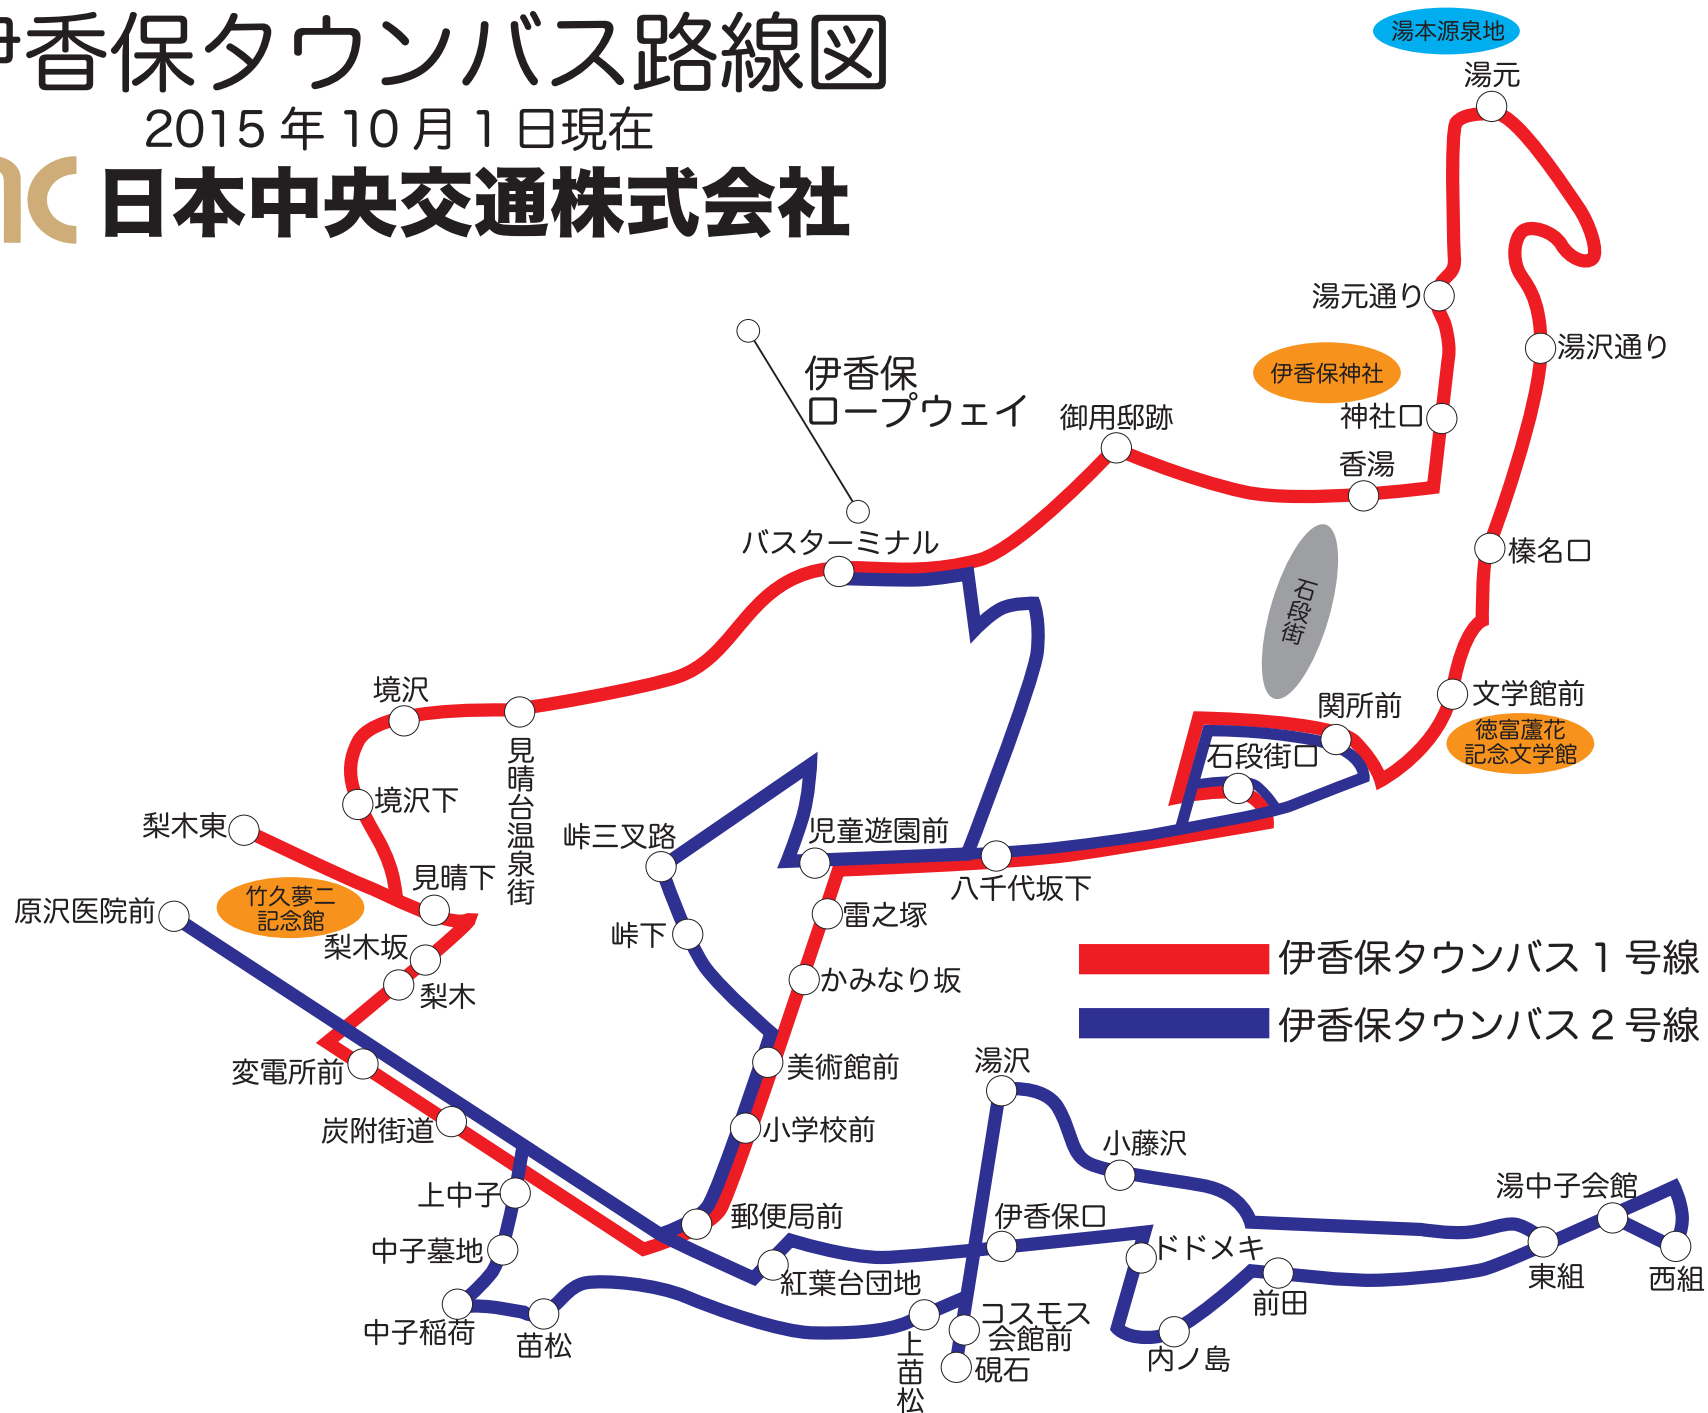 伊香保タウンバス路線図
2015年10月1日現在
日本中央交通株式会社
湯本源泉地
湯元
湯元通り
湯沢通り
伊香保神社
神社口
香湯
御用邸跡
伊香保
ロープウェイ
バスターミナル
榛名口
石段街
文学館前
徳富蘆花
記念文学館
関所前
石段街口
境沢
見晴台温泉街
境沢下
梨木東
見晴下
竹久夢二
記念館
原沢医院前
梨木坂
梨木
峠三叉路
児童遊園前
八千代坂下
峠下
雷之塚
かみなり坂
伊香保タウンバス1号線
伊香保タウンバス2号線
変電所前
美術館前
湯沢
炭附街道
小学校前
小藤沢
上中子
郵便局前
伊香保口
湯中子会館
中子墓地
ドドメキ
紅葉台団地
前田
東組
西組
中子稲荷
苗松
上苗松
コスモス
会館前
硯石
内ノ島